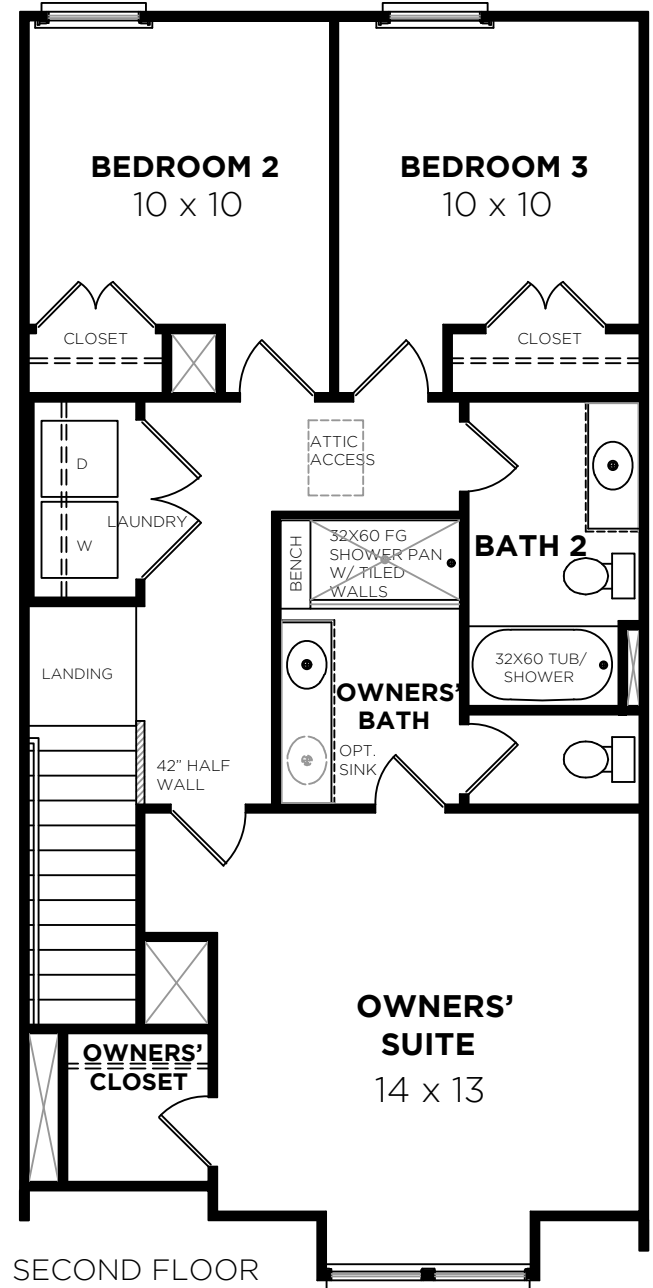 BEDROOM 2
10 x 10
BEDROOM 3
10 x 10
CLOSET
CLOSET
ATTIC
ACCESS
D
LAUNDRY
W
BENCH
32X60 FG
SHOWER PAN
W/ TILED
WALLS
BATH 2
32X60 TUB/
SHOWER
LANDING
OWNERS'
BATH
OPT.
SINK
42" HALF
WALL
OWNERS'
SUITE
14 x 13
OWNERS'
CLOSET
SECOND FLOOR